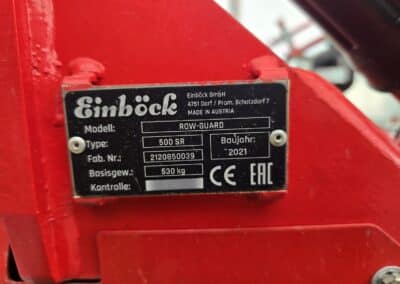 Einböck
Einböck GmbH
4751 Dorf / Pram, Schatzdorf 7
MADE IN AUSTRIA
Modell: ROW-GUARD
Type: 500 SR
Fab. Nr.: 2120850039
Basisgew.: 530 kg
Kontrolle:
Baujahr:
2021
CE EAC